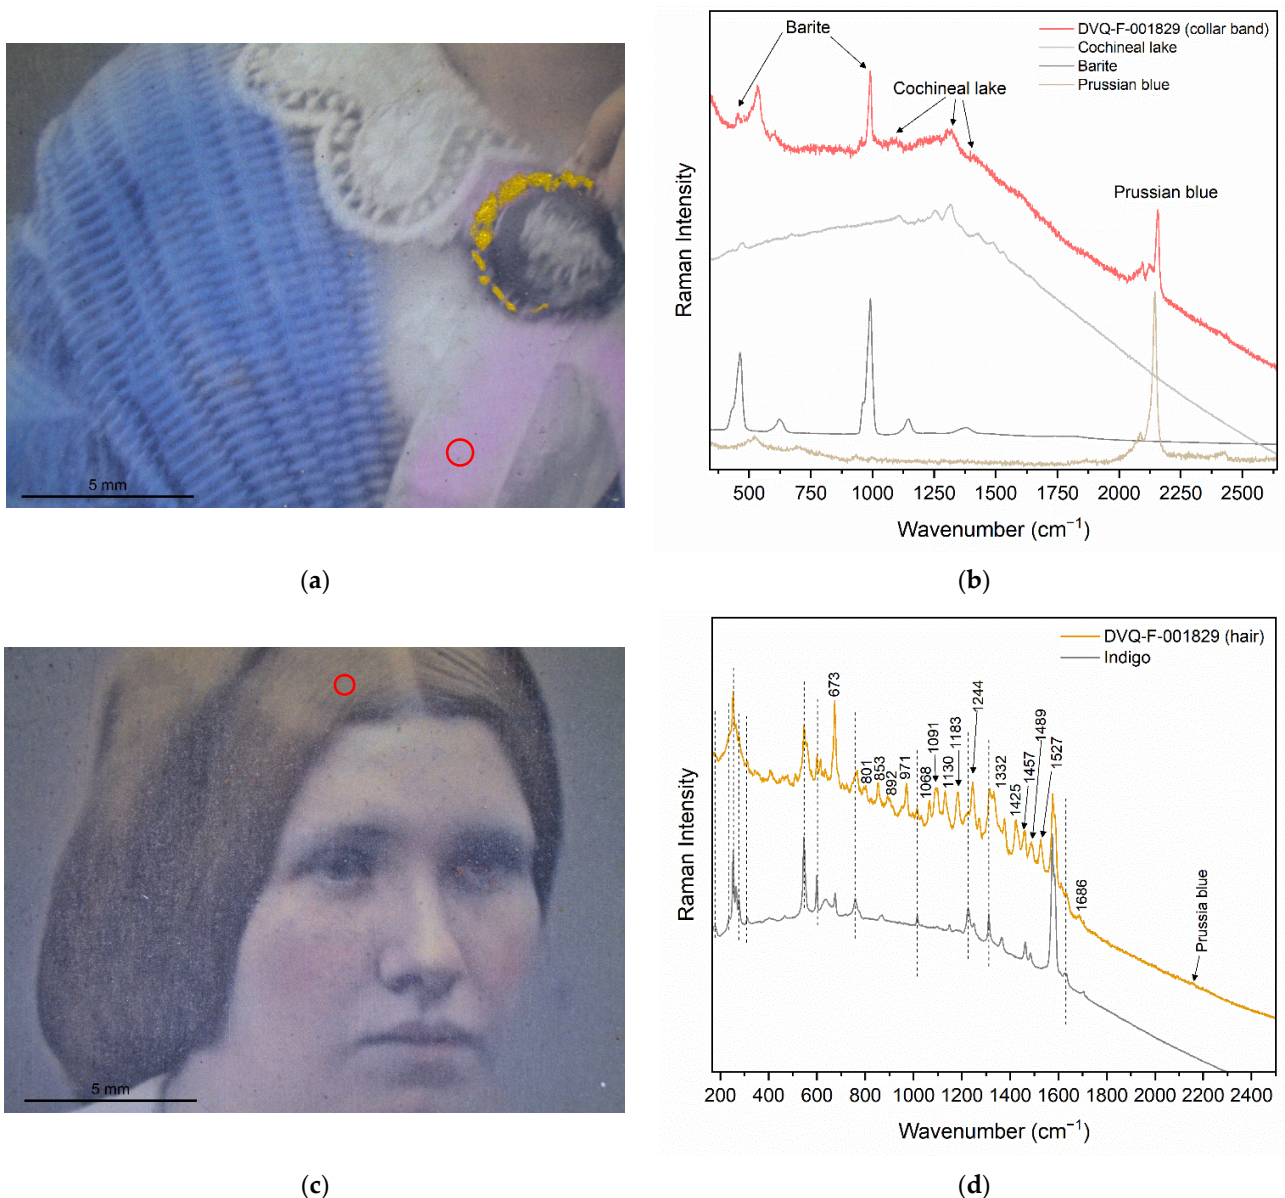 5 mm
(a)
DVQ-F-001829 (collar band)
Cochineal lake
Barite
Prussian blue
Barite
Cochineal lake
Prussian blue
Raman Intensity
500 750 1000 1250 1500 1750 2000 2250 2500
Wavenumber (cm⁻¹)
(b)
5 mm
(c)
DVQ-F-001829 (hair)
Indigo
673
801
853
892
971
1068
1091
1130
1183
1244
1332
1425
1457
1489
1527
1686
Prussia blue
Raman Intensity
200 400 600 800 1000 1200 1400 1600 1800 2000 2200 2400
Wavenumber (cm⁻¹)
(d)